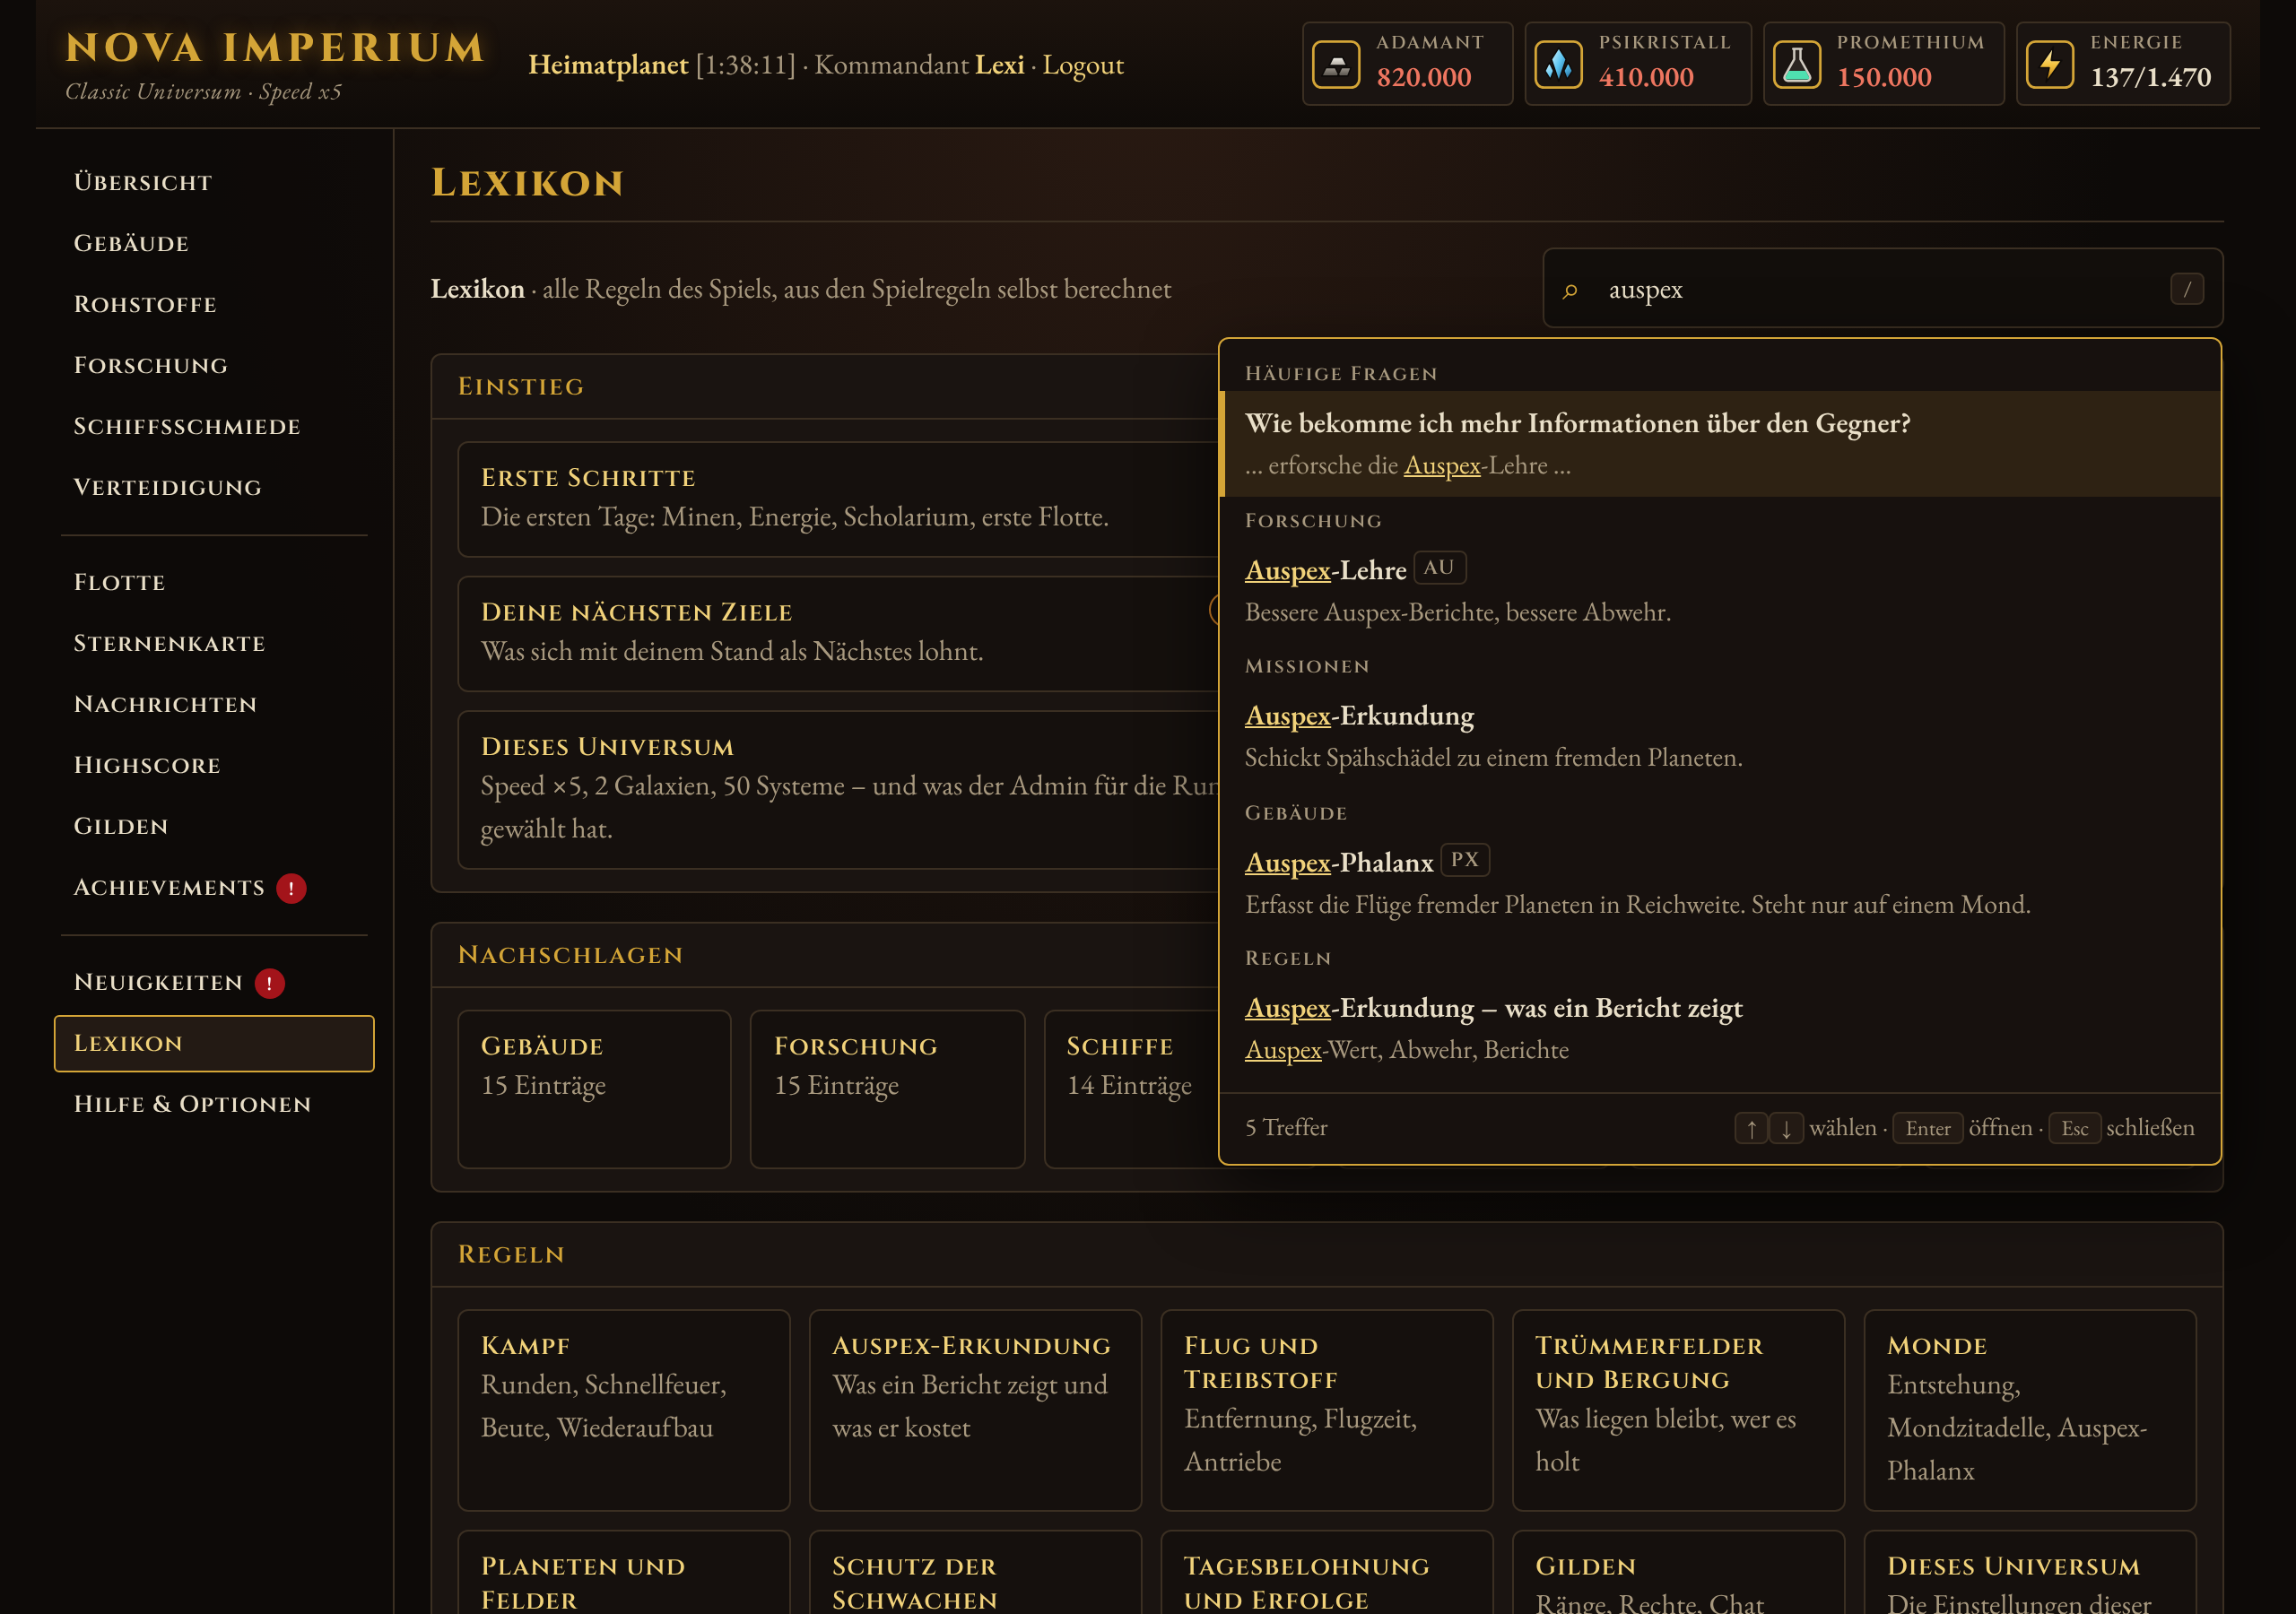 NOVA IMPERIUM
Classic Universum · Speed x5
Heimatplanet [1:38:11] · Kommandant Lexi · Logout
ADAMANT
820.000
PSIKRISTALL
410.000
PROMETHIUM
150.000
ENERGIE
137/1.470
Übersicht
Gebäude
Rohstoffe
Forschung
Schiffsschmiede
Verteidigung
Flotte
Sternenkarte
Nachrichten
Highscore
Gilden
Achievements !
Neuigkeiten !
Lexikon
Hilfe & Optionen
Lexikon
Lexikon · alle Regeln des Spiels, aus den Spielregeln selbst berechnet
auspex /
Einstieg
Erste Schritte
Die ersten Tage: Minen, Energie, Scholarium, erste Flotte.
Deine nächsten Ziele
Was sich mit deinem Stand als Nächstes lohnt.
Dieses Universum
Speed ×5, 2 Galaxien, 50 Systeme – und was der Admin für die
gewählt hat.
Häufige Fragen
Wie bekomme ich mehr Informationen über den Gegner?
... erforsche die Auspex-Lehre ...
Forschung
Auspex-Lehre AU
Bessere Auspex-Berichte, bessere Abwehr.
Missionen
Auspex-Erkundung
Schickt Spähschädel zu einem fremden Planeten.
Gebäude
Auspex-Phalanx PX
Erfasst die Flüge fremder Planeten in Reichweite. Steht nur auf einem Mond.
Regeln
Auspex-Erkundung – was ein Bericht zeigt
Auspex-Wert, Abwehr, Berichte
5 Treffer
↑ ↓ wählen · Enter öffnen · Esc schließen
Nachschlagen
Gebäude
15 Einträge
Forschung
15 Einträge
Schiffe
14 Einträge
Regeln
Kampf
Runden, Schnellfeuer,
Beute, Wiederaufbau
Auspex-Erkundung
Was ein Bericht zeigt und
was er kostet
Flug und
Treibstoff
Entfernung, Flugzeit,
Antriebe
Trümmerfelder
und Bergung
Was liegen bleibt, wer es
holt
Monde
Entstehung,
Mondzitadelle, Auspex-
Phalanx
Planeten und
Felder
Schutz der
Schwachen
Tagesbelohnung
und Erfolge
Gilden
Ränge, Rechte, Chat
Dieses Universum
Die Einstellungen dieser